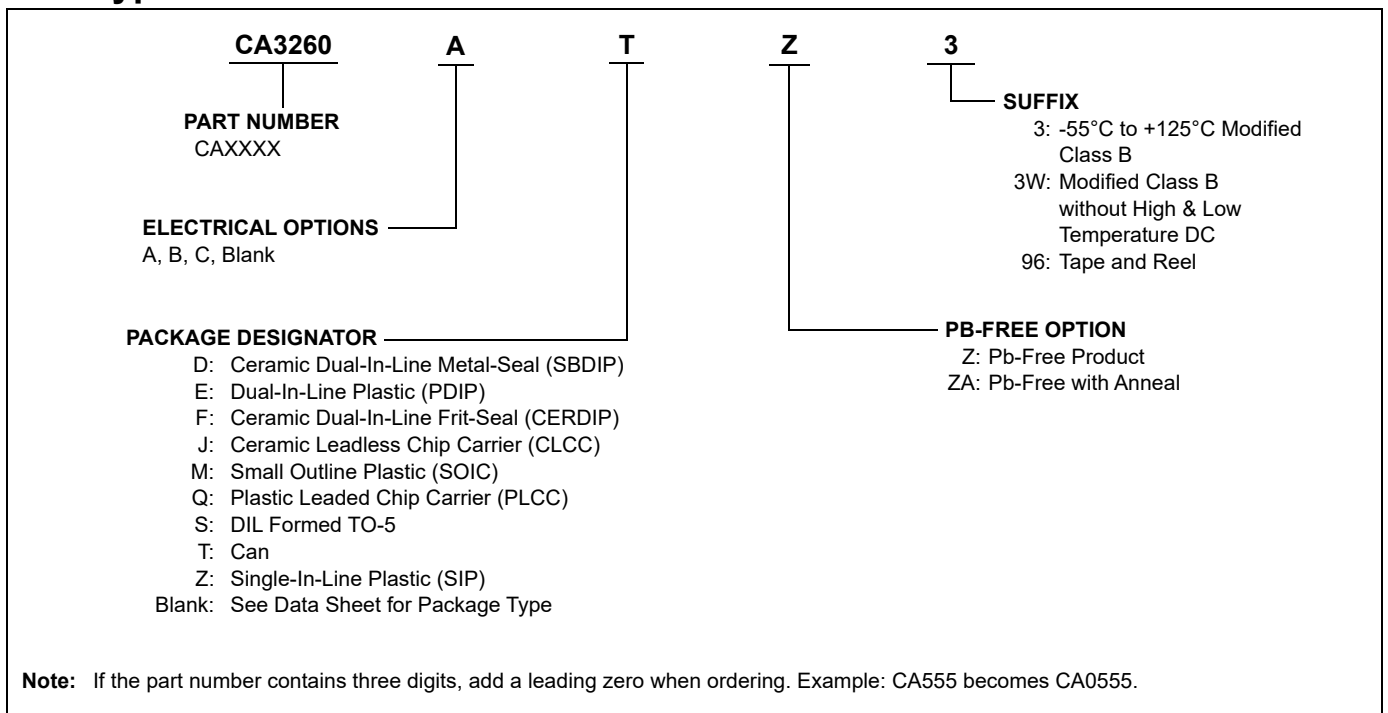 CA3260 A T Z 3
PART NUMBER
CAXXXX
ELECTRICAL OPTIONS
A, B, C, Blank
PACKAGE DESIGNATOR
D: Ceramic Dual-In-Line Metal-Seal (SBDIP)
E: Dual-In-Line Plastic (PDIP)
F: Ceramic Dual-In-Line Frit-Seal (CERDIP)
J: Ceramic Leadless Chip Carrier (CLCC)
M: Small Outline Plastic (SOIC)
Q: Plastic Leaded Chip Carrier (PLCC)
S: DIL Formed TO-5
T: Can
Z: Single-In-Line Plastic (SIP)
Blank: See Data Sheet for Package Type
SUFFIX
3: -55°C to +125°C Modified
Class B
3W: Modified Class B
without High & Low
Temperature DC
96: Tape and Reel
PB-FREE OPTION
Z: Pb-Free Product
ZA: Pb-Free with Anneal
Note: If the part number contains three digits, add a leading zero when ordering. Example: CA555 becomes CA0555.